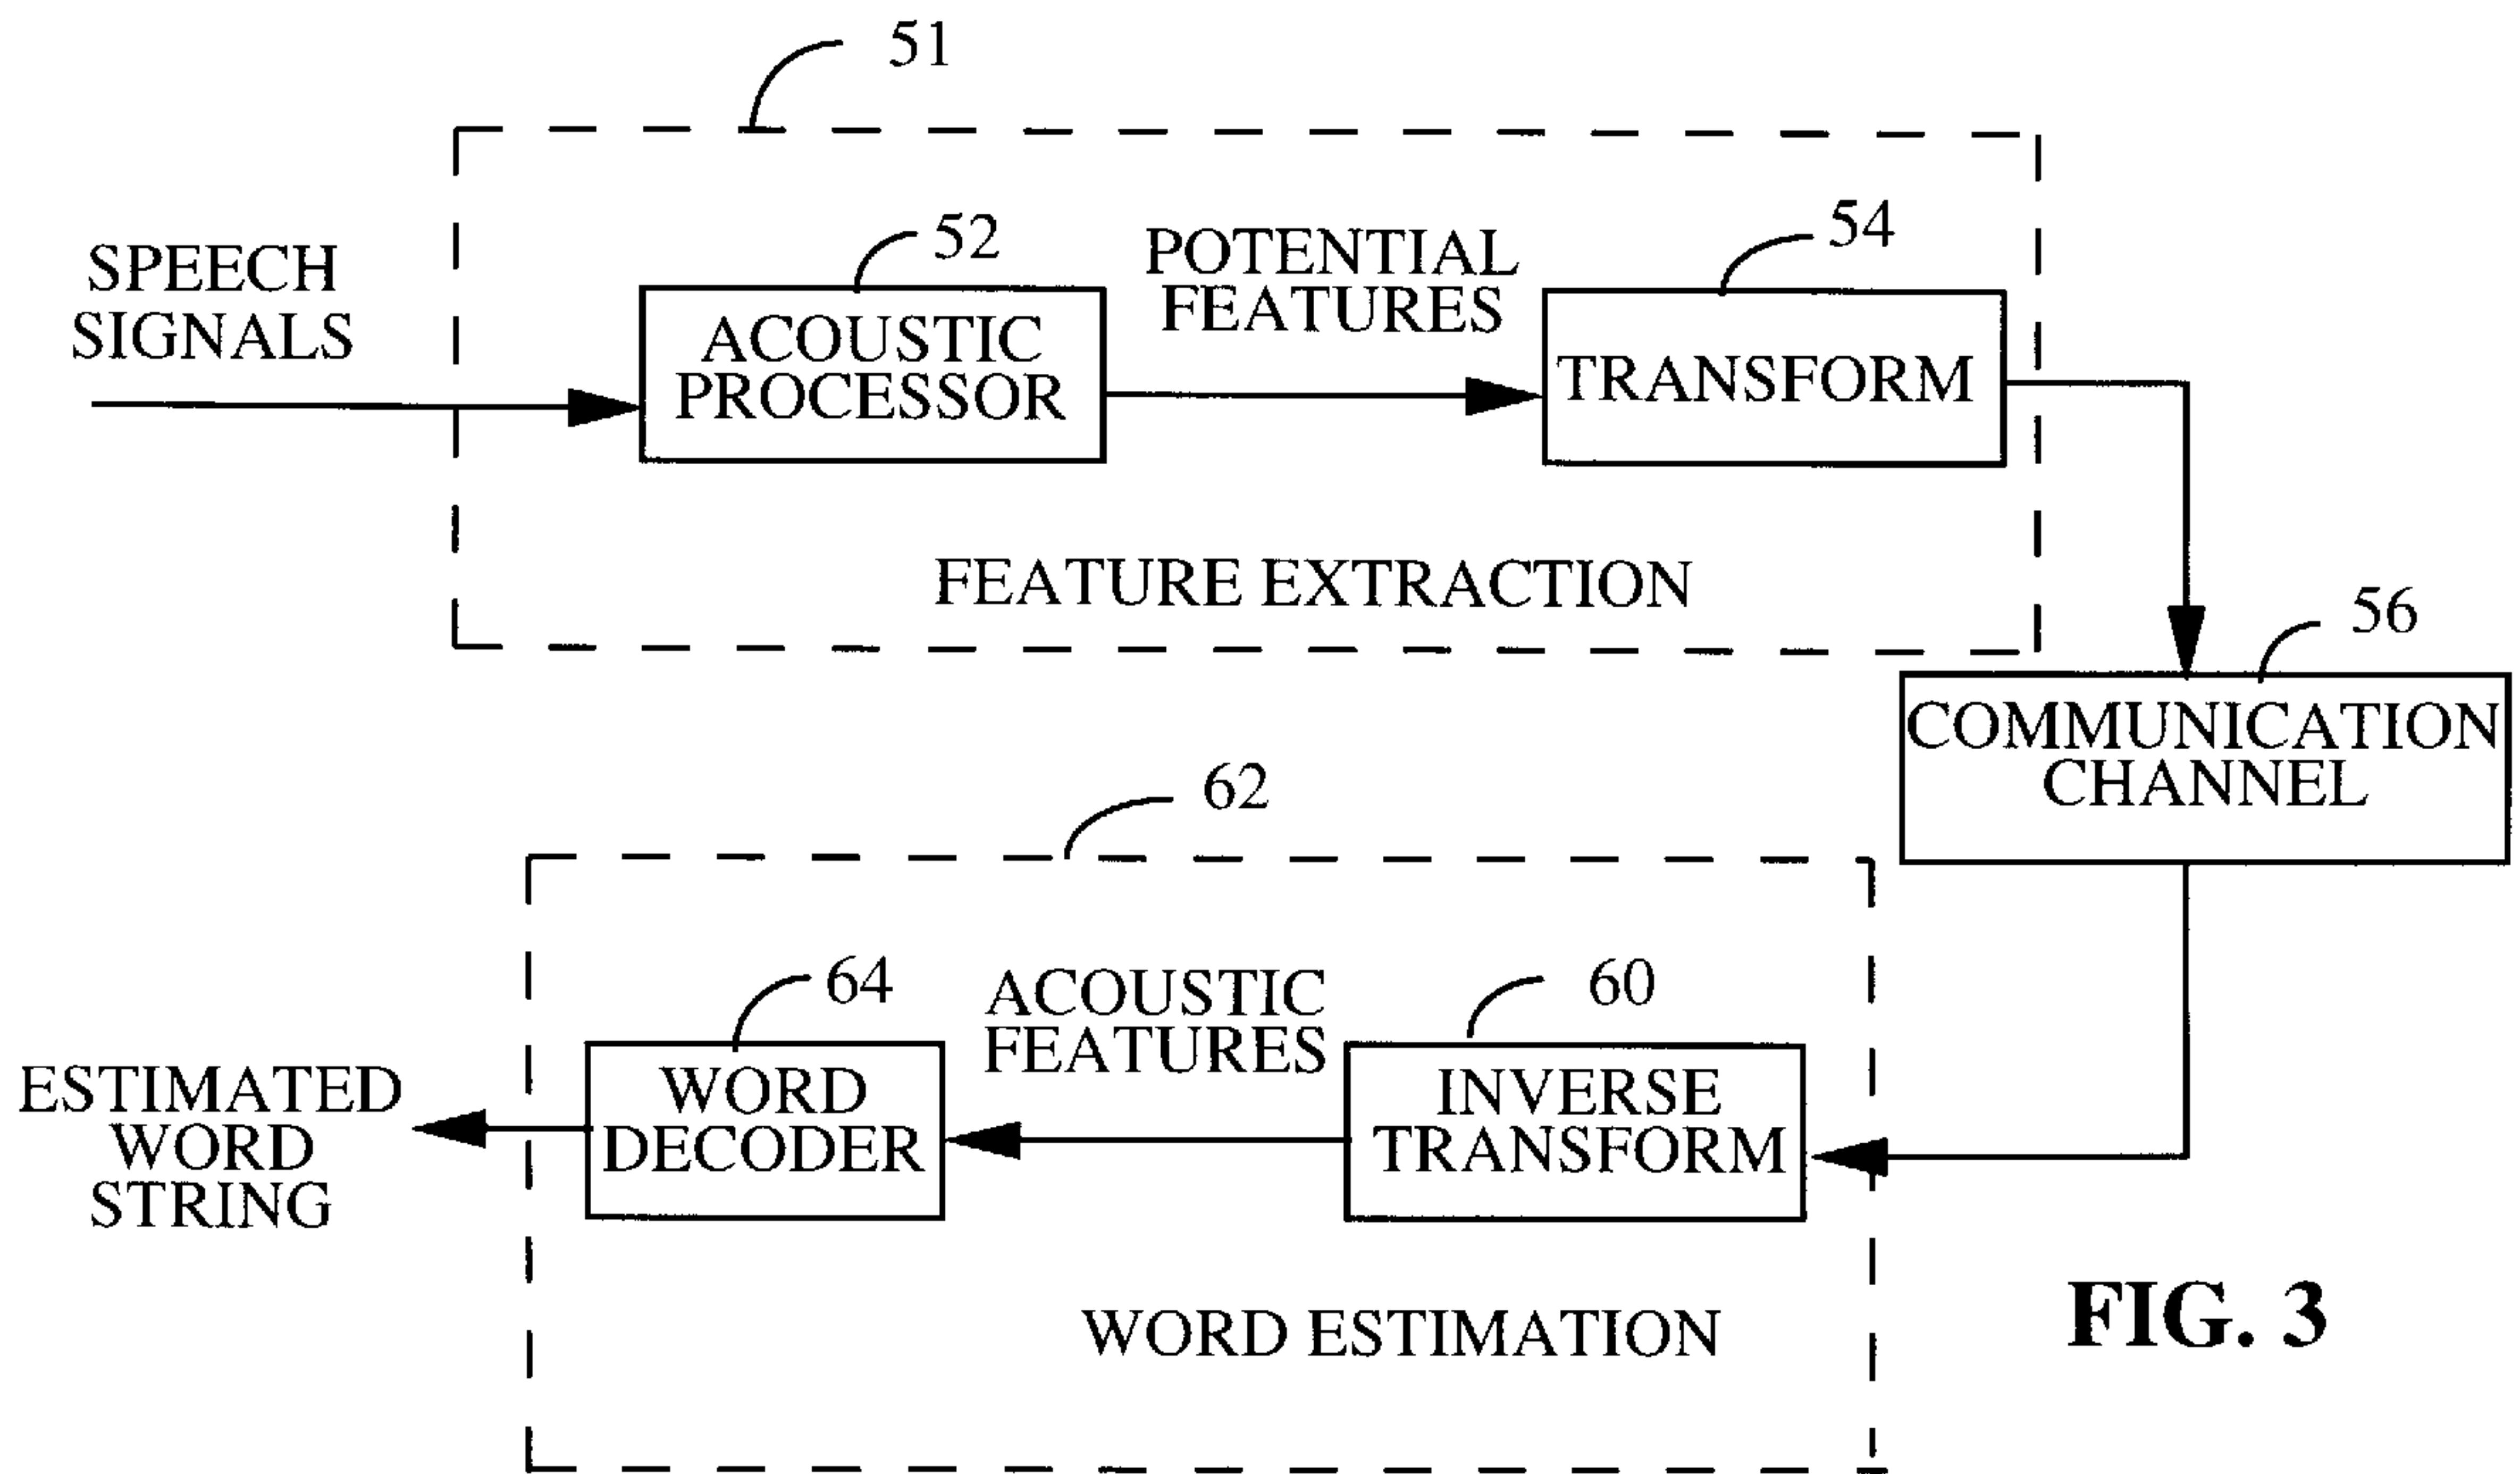 51
52
54
SPEECH
SIGNALS
POTENTIAL
FEATURES
ACOUSTIC
PROCESSOR
TRANSFORM
FEATURE EXTRACTION
56
COMMUNICATION
CHANNEL
62
64
ACOUSTIC
FEATURES
60
ESTIMATED
WORD
STRING
WORD
DECODER
INVERSE
TRANSFORM
WORD ESTIMATION
FIG. 3